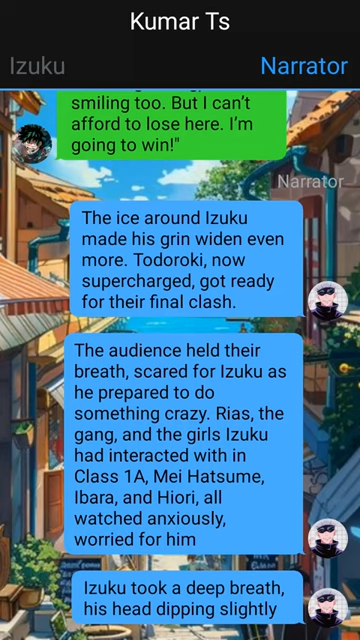 Kumar Ts
Izuku
Narrator
smiling too. But I can't
afford to lose here. I'm
going to win!"
Narrator
The ice around Izuku
made his grin widen even
more. Todoroki, now
supercharged, got ready
for their final clash.
The audience held their
breath, scared for Izuku as
he prepared to do
something crazy. Rias, the
gang, and the girls Izuku
had interacted with in
Class 1A, Mei Hatsume,
Ibara, and Hiori, all
watched anxiously,
worried for him
Izuku took a deep breath,
his head dipping slightly